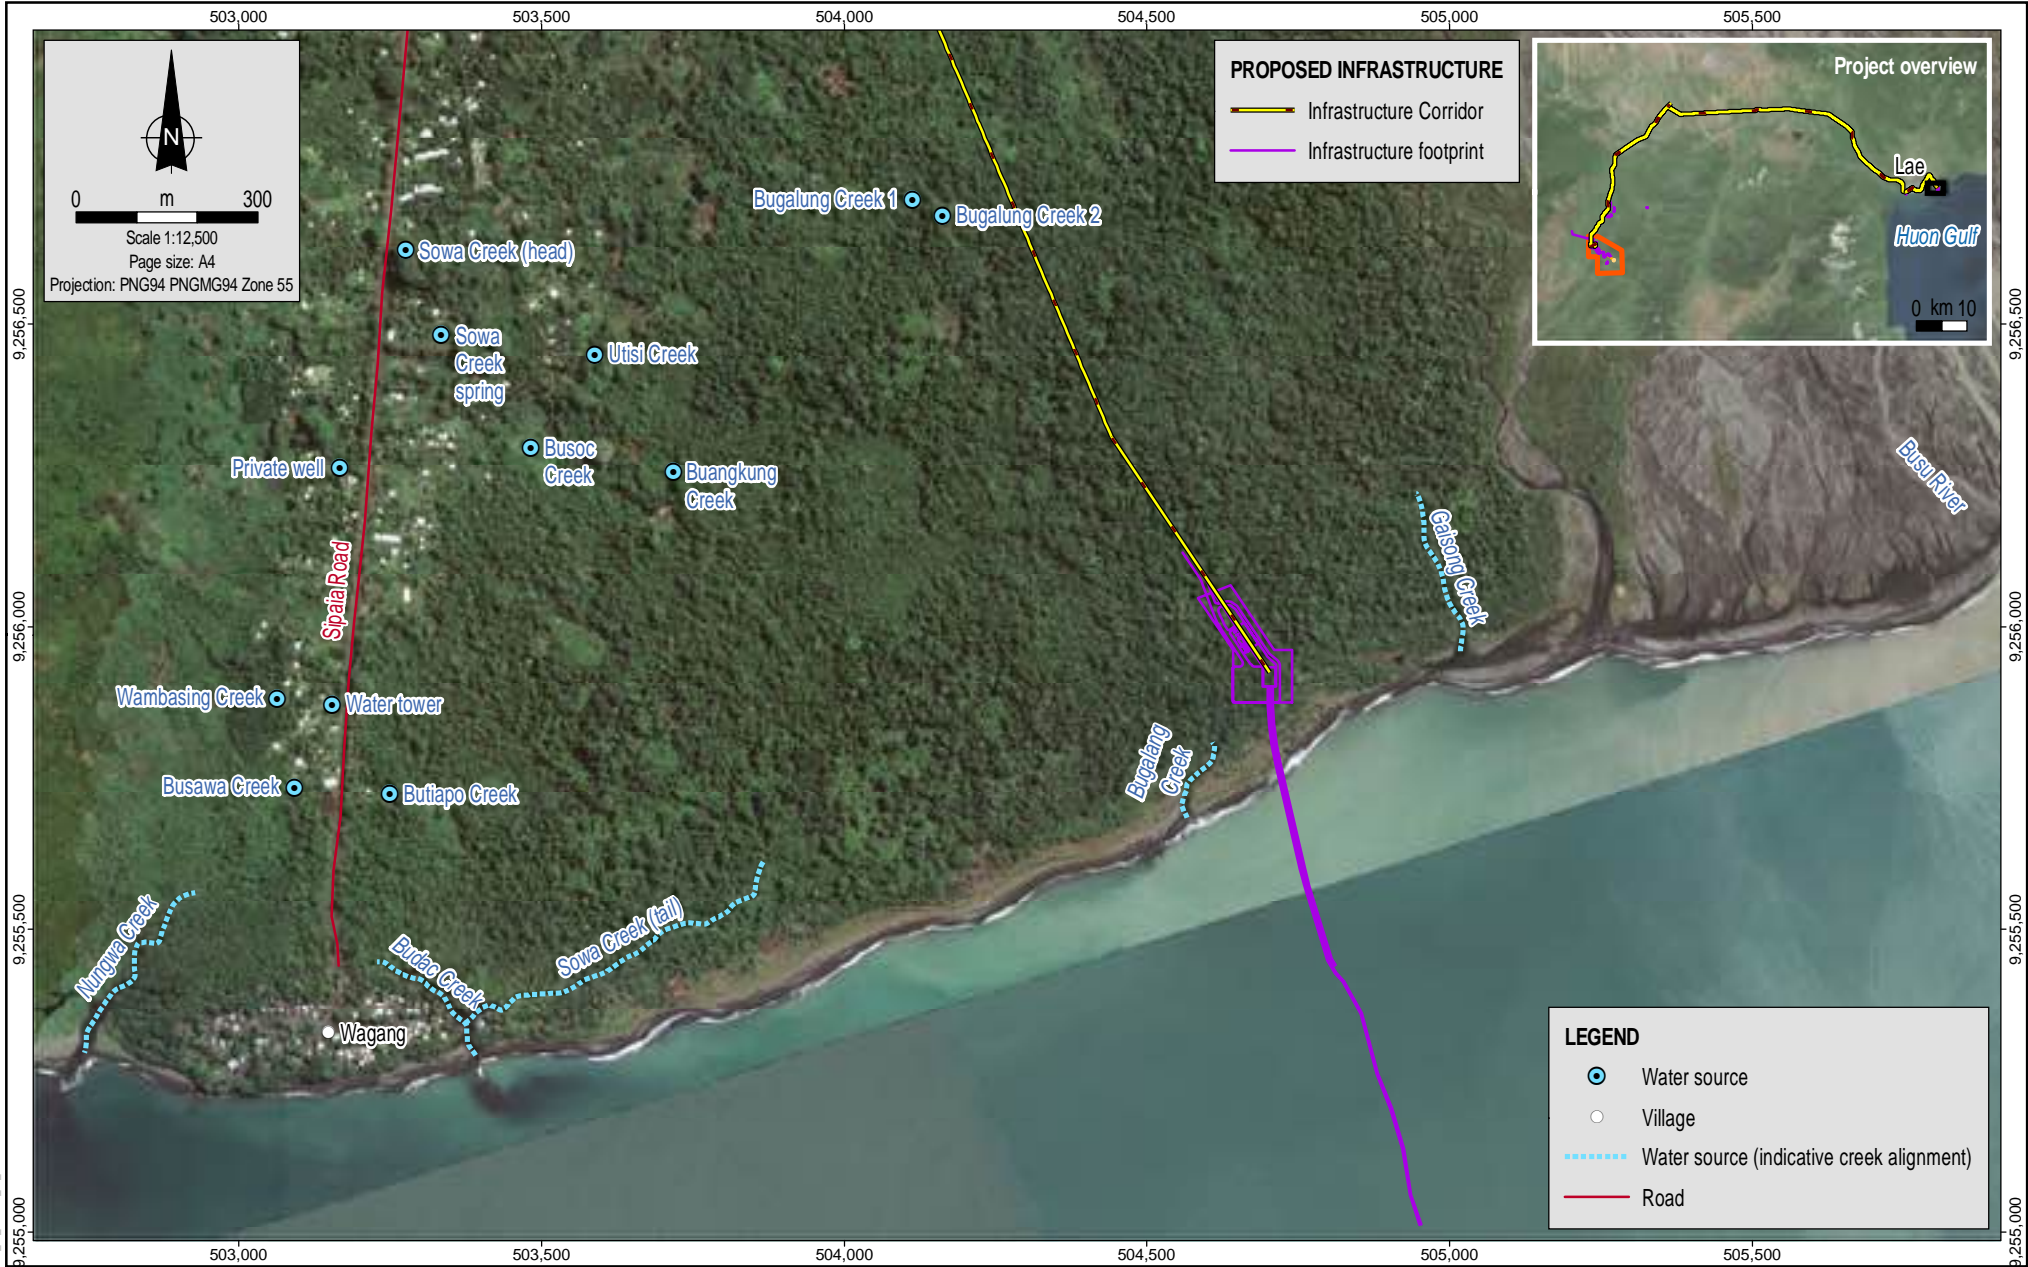 503,000
503,500
504,000
504,500
505,000
505,500
N
0 m 300
Scale 1:12,500
Page size: A4
Projection: PNG94 PNGMG94 Zone 55
PROPOSED INFRASTRUCTURE
Infrastructure Corridor
Infrastructure footprint
Project overview
Lae
Huon Gulf
0 km 10
Bugalung Creek 1
Bugalung Creek 2
Sowa Creek (head)
9,256,500
9,256,500
Sowa
Creek
spring
Utisi Creek
Busoc
Creek
Private well
Buangkung
Creek
Busu River
Gaisong Creek
Sipaia Road
9,256,000
9,256,000
Wambasing Creek
Water tower
Bugalang
Creek
Busawa Creek
Butiapo Creek
9,255,500
9,255,500
Nungwa Creek
Budac Creek
Sowa Creek (tail)
Wagang
LEGEND
Water source
Village
Water source (indicative creek alignment)
Road
9,255,000
9,255,000
503,000
503,500
504,000
504,500
505,000
505,500